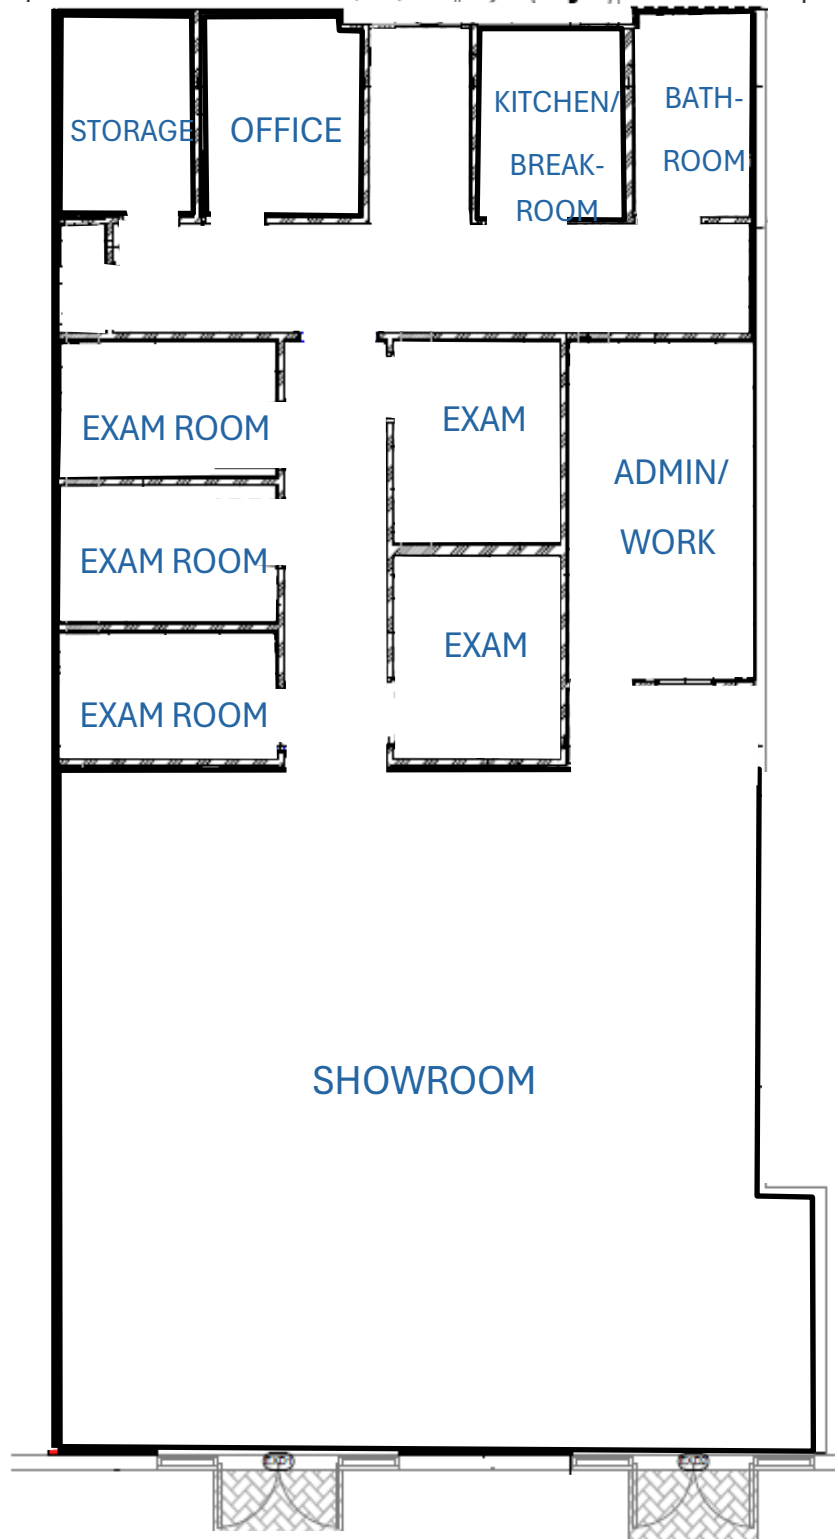 STORAGE
OFFICE
KITCHEN/
BREAK-
ROOM
BATH-
ROOM
EXAM ROOM
EXAM
ADMIN/
WORK
EXAM ROOM
EXAM
EXAM ROOM
SHOWROOM